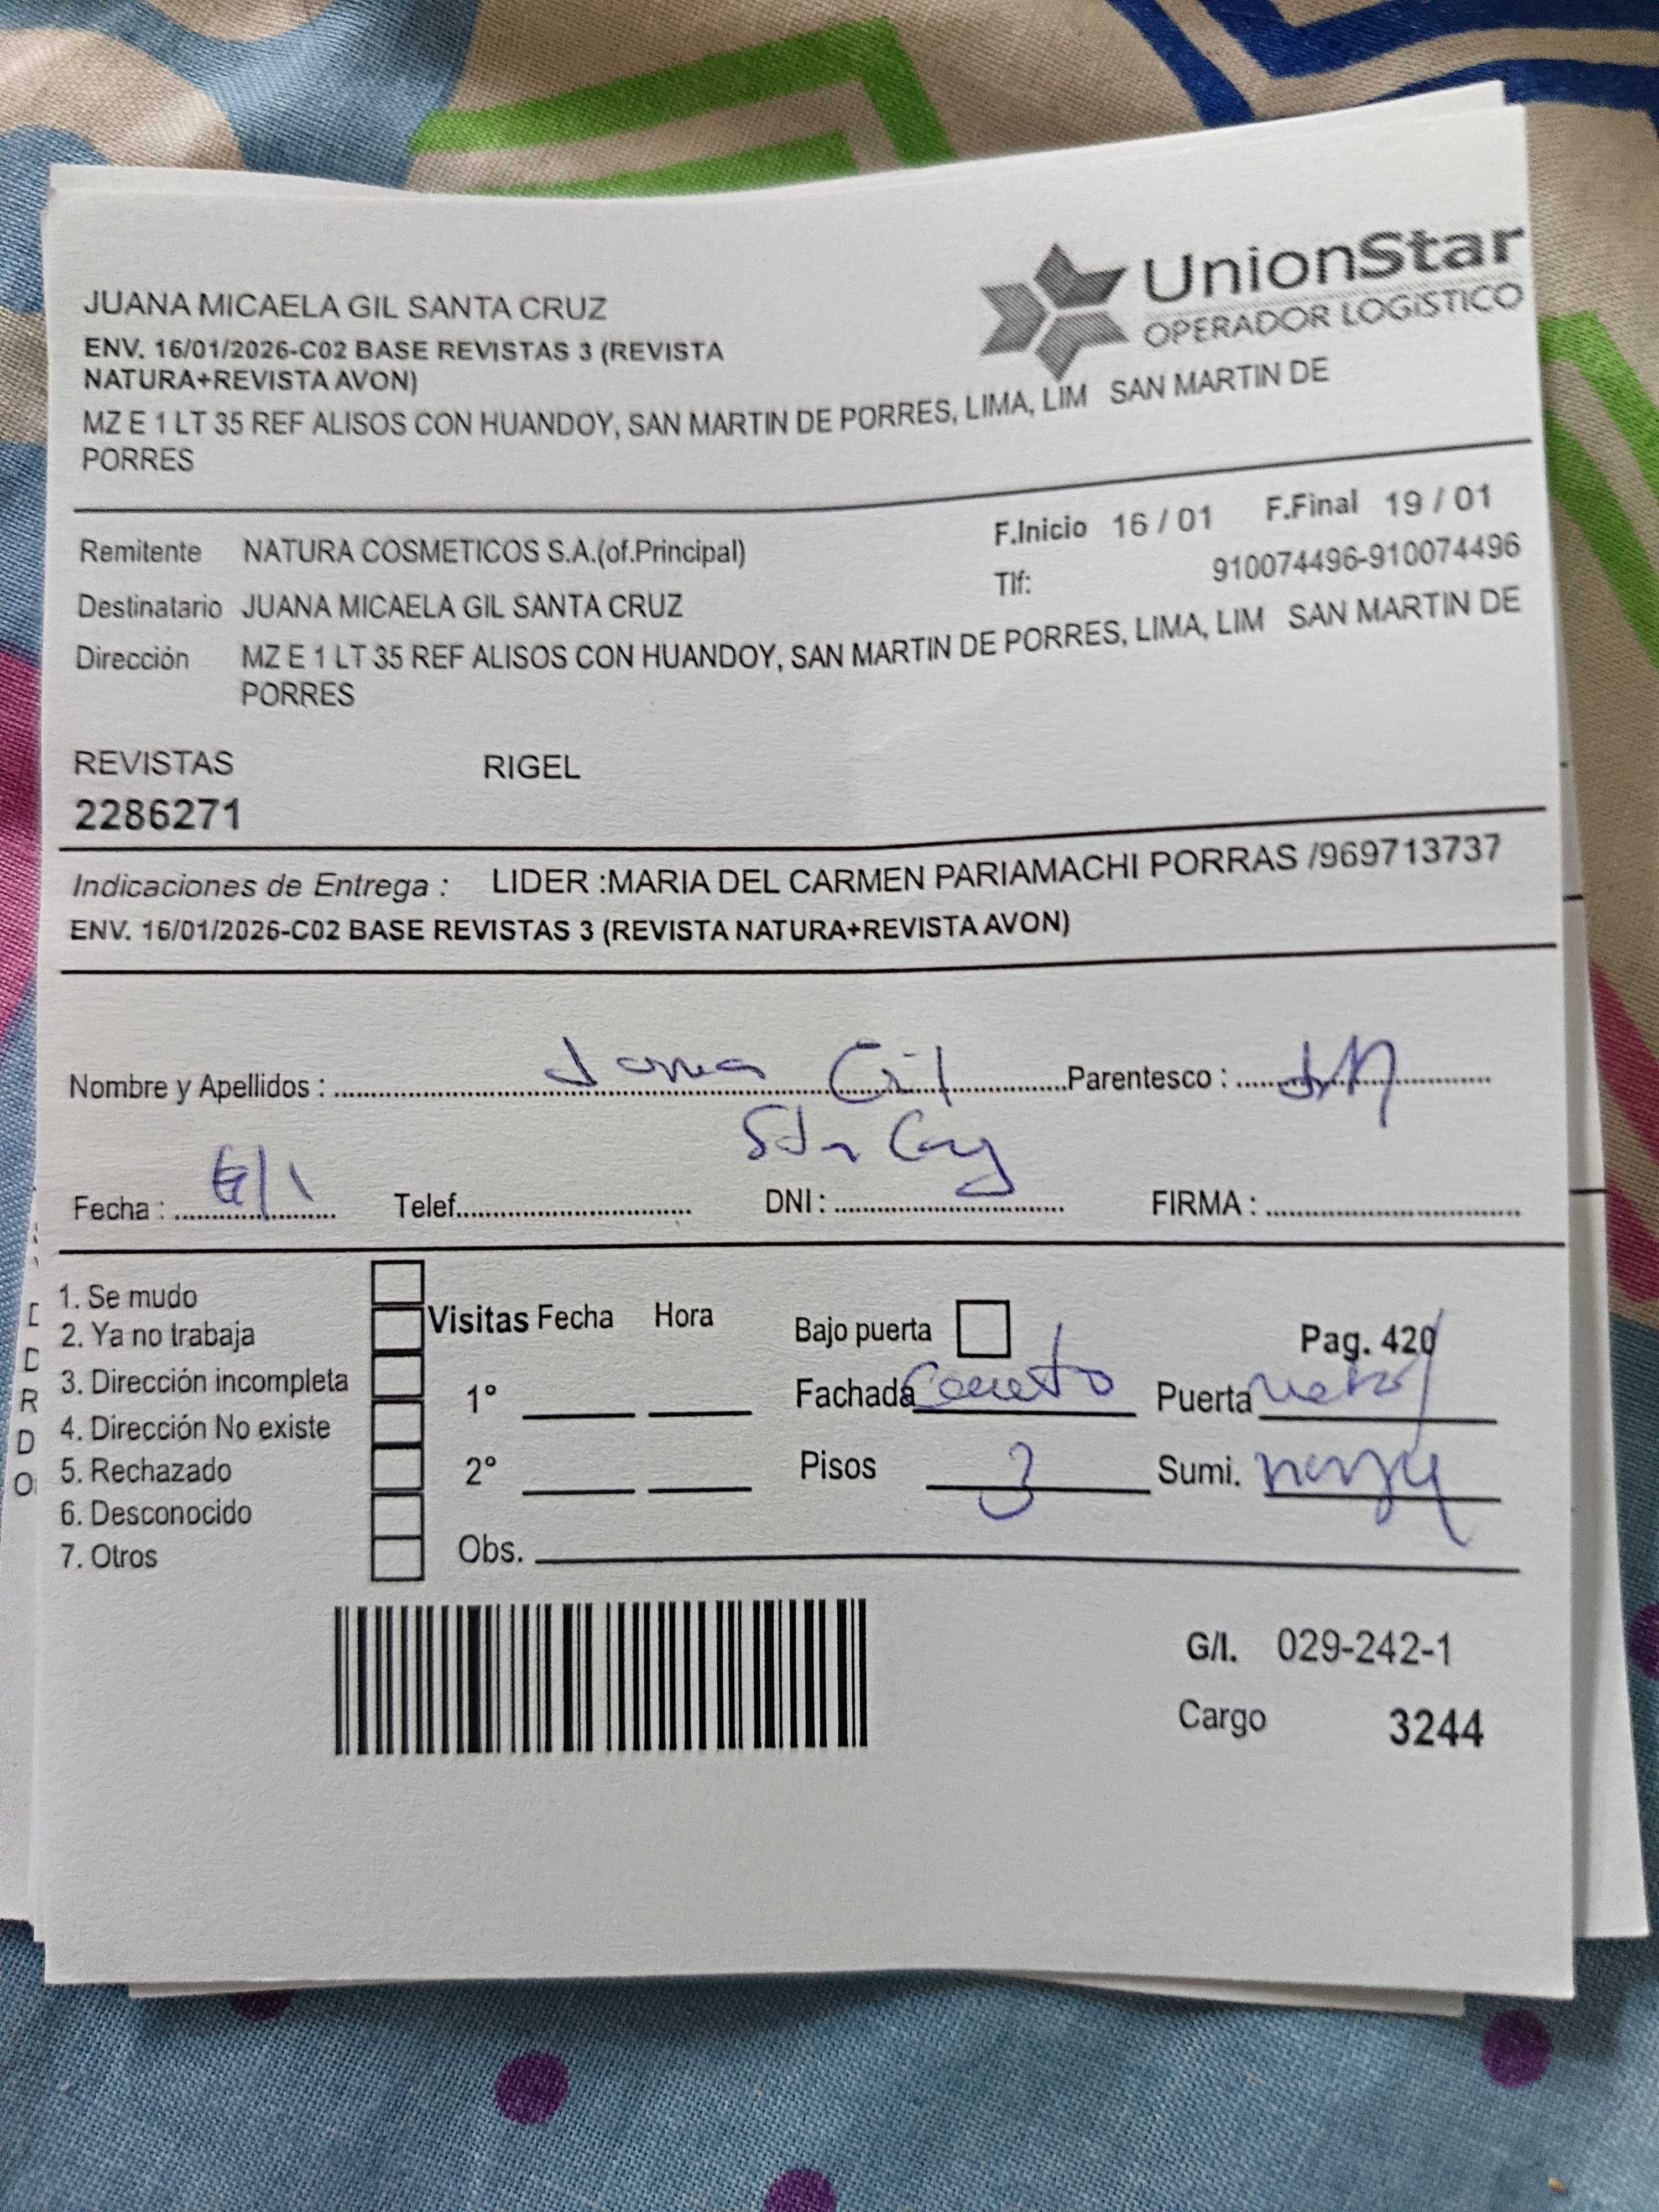 UnionStar
OPERADOR LOGISTICO
JUANA MICAELA GIL SANTA CRUZ
ENV. 16/01/2026-C02 BASE REVISTAS 3 (REVISTA
NATURA+REVISTA AVON)
MZ E 1 LT 35 REF ALISOS CON HUANDOY, SAN MARTIN DE PORRES, LIMA, LIM SAN MARTIN DE
PORRES
Remitente NATURA COSMETICOS S.A.(of.Principal) F.Inicio 16 / 01 F.Final 19 / 01
Tlf: 910074496-910074496
Destinatario JUANA MICAELA GIL SANTA CRUZ
Dirección MZ E 1 LT 35 REF ALISOS CON HUANDOY, SAN MARTIN DE PORRES, LIMA, LIM SAN MARTIN DE
PORRES
REVISTAS RIGEL
2286271
Indicaciones de Entrega : LIDER :MARIA DEL CARMEN PARIAMACHI PORRAS /969713737
ENV. 16/01/2026-C02 BASE REVISTAS 3 (REVISTA NATURA+REVISTA AVON)
Nombre y Apellidos : Juana Gil Parentesco :
Fecha : Telef. DNI : FIRMA :
1. Se mudo
2. Ya no trabaja
3. Dirección incompleta
4. Dirección No existe
5. Rechazado
6. Desconocido
7. Otros
Visitas Fecha Hora
1°
2°
Obs.
Bajo puerta Pag. 420
Fachada Concreto Puerta metal
Pisos 3 Sumi.
G/I. 029-242-1
Cargo 3244